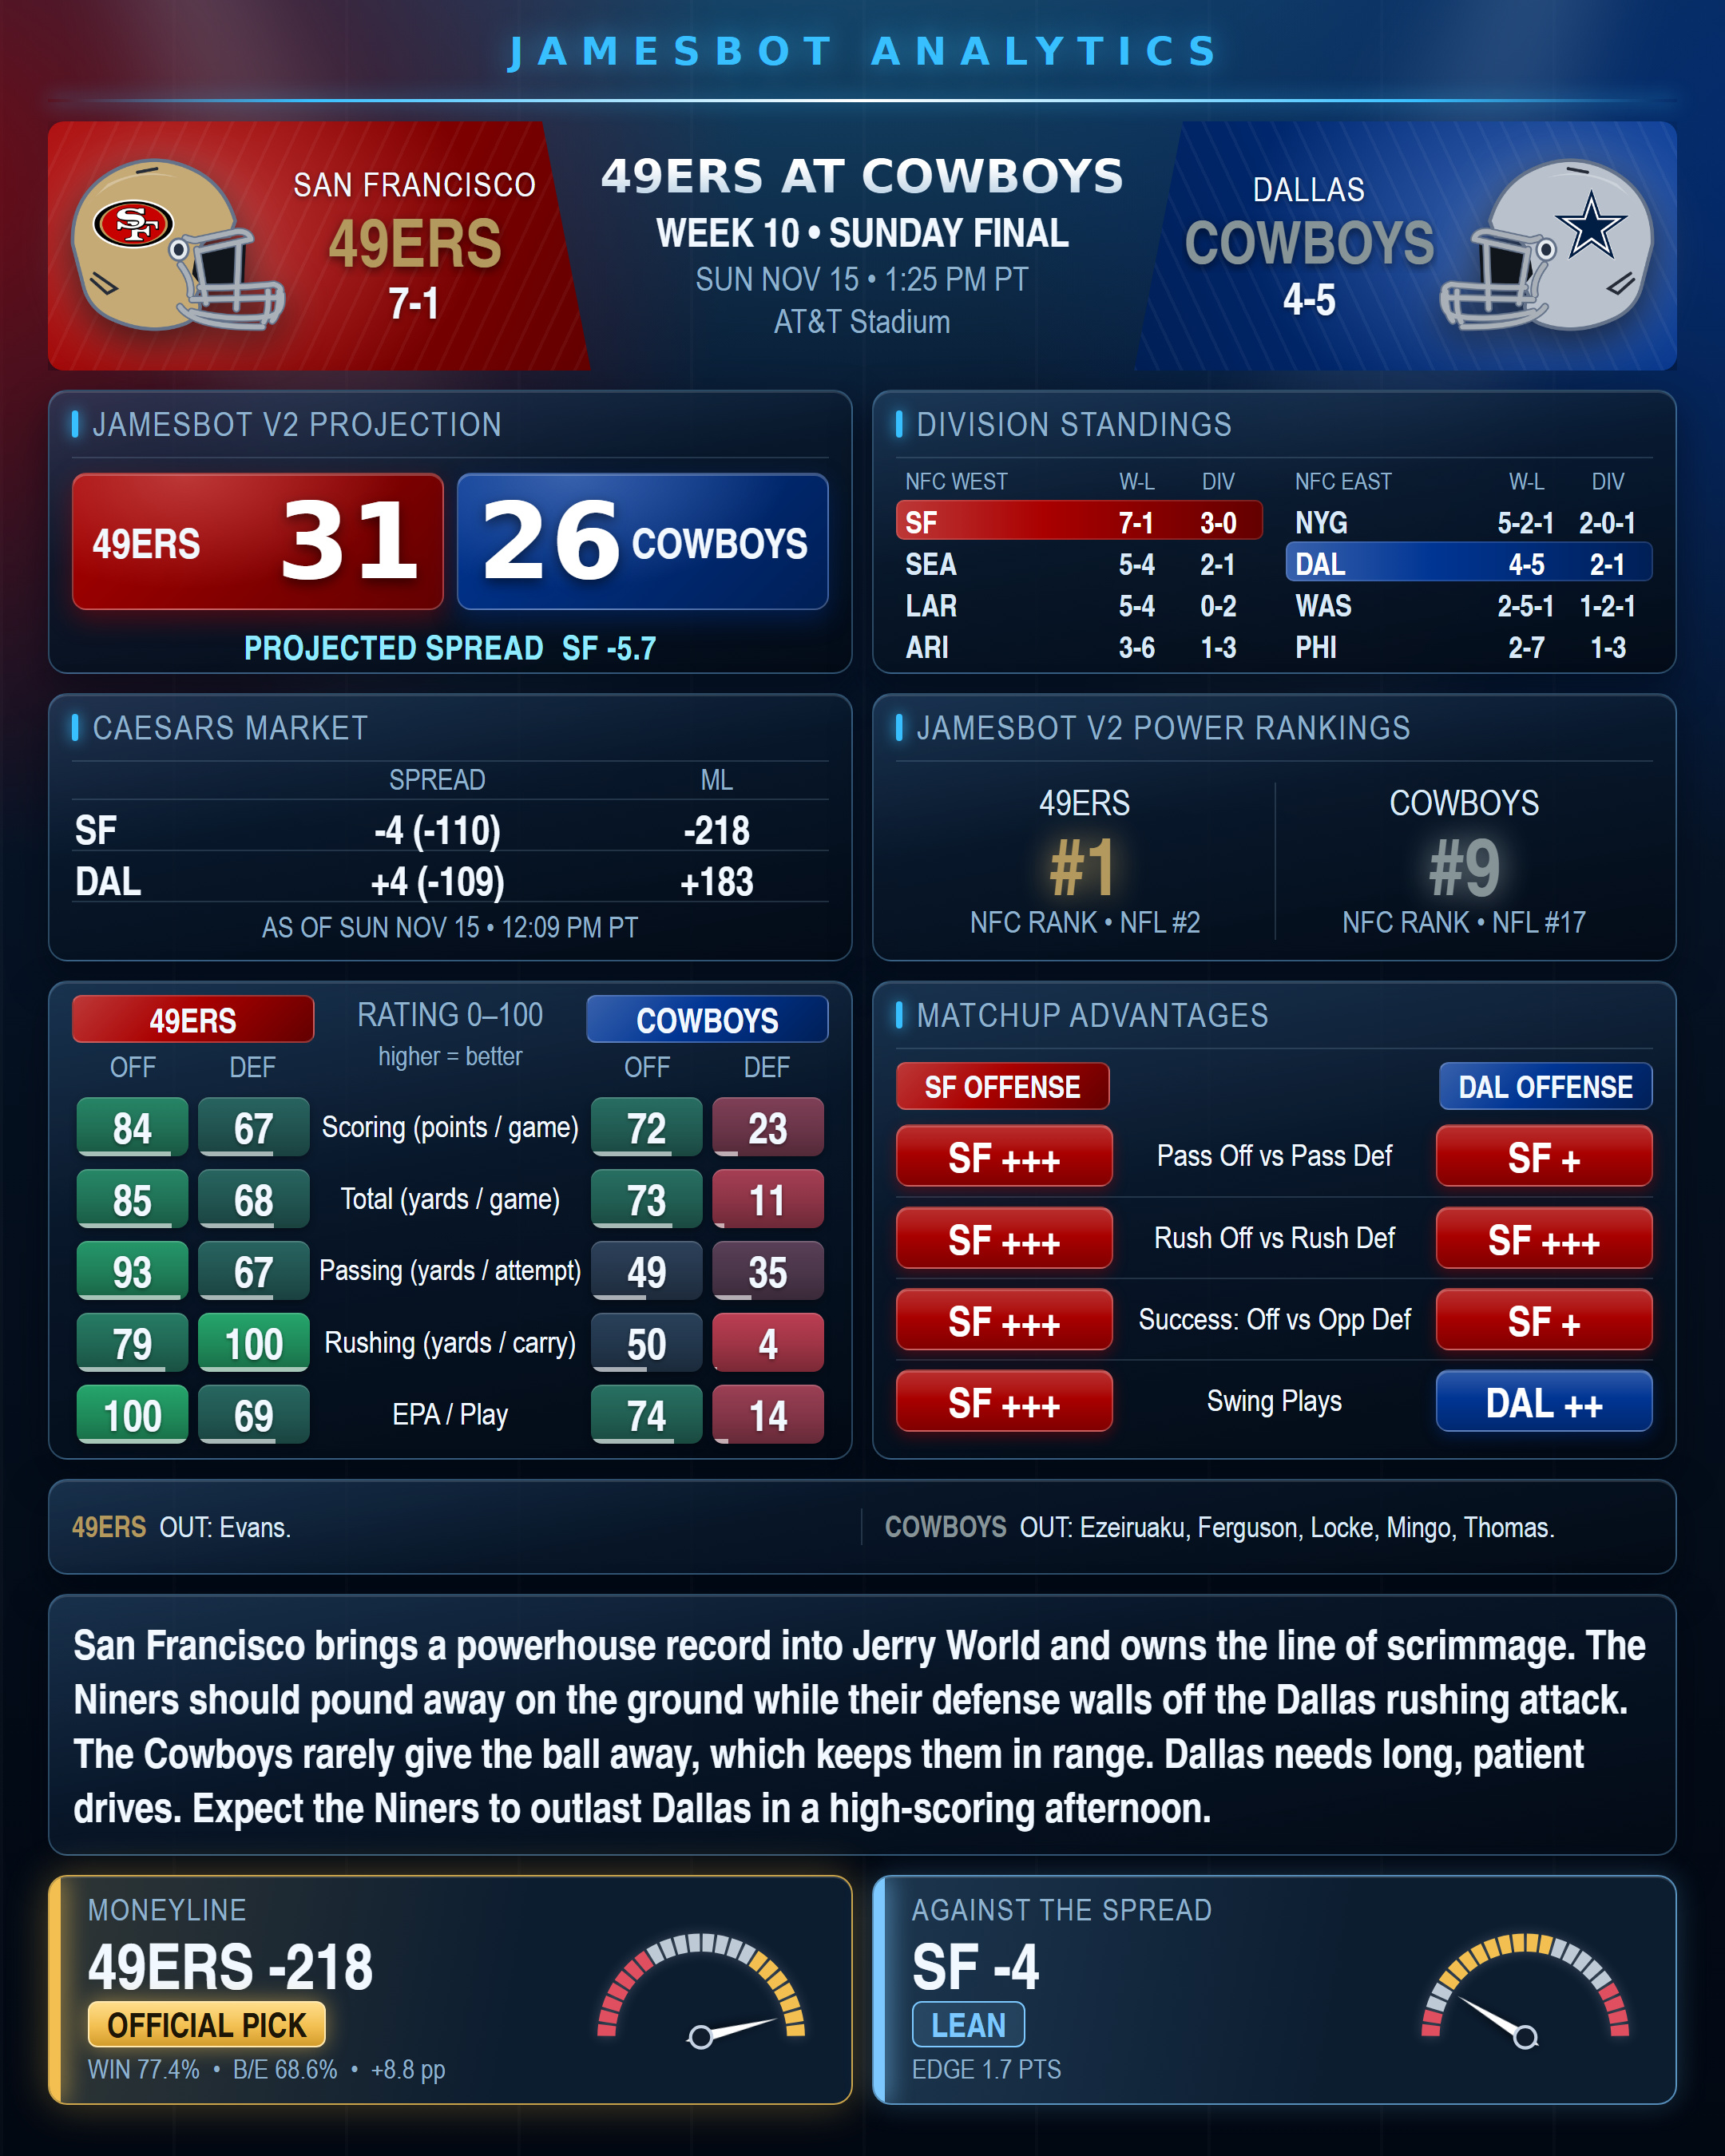 JAMESBOT ANALYTICS
SF
SAN FRANCISCO
49ERS
7-1
49ERS AT COWBOYS
WEEK 10 • SUNDAY FINAL
SUN NOV 15 • 1:25 PM PT
AT&T Stadium
DALLAS
COWBOYS
4-5
JAMESBOT V2 PROJECTION
49ERS 31
26 COWBOYS
PROJECTED SPREAD SF -5.7
DIVISION STANDINGS
NFC WEST W-L DIV
SF 7-1 3-0
SEA 5-4 2-1
LAR 5-4 0-2
ARI 3-6 1-3
NFC EAST W-L DIV
NYG 5-2-1 2-0-1
DAL 4-5 2-1
WAS 2-5-1 1-2-1
PHI 2-7 1-3
CAESARS MARKET
SPREAD ML
SF -4 (-110) -218
DAL +4 (-109) +183
AS OF SUN NOV 15 • 12:09 PM PT
JAMESBOT V2 POWER RANKINGS
49ERS
#1
NFC RANK • NFL #2
COWBOYS
#9
NFC RANK • NFL #17
49ERS RATING 0–100 COWBOYS
higher = better
OFF DEF OFF DEF
84 67 Scoring (points / game) 72 23
85 68 Total (yards / game) 73 11
93 67 Passing (yards / attempt) 49 35
79 100 Rushing (yards / carry) 50 4
100 69 EPA / Play 74 14
MATCHUP ADVANTAGES
SF OFFENSE DAL OFFENSE
SF +++ Pass Off vs Pass Def SF +
SF +++ Rush Off vs Rush Def SF +++
SF +++ Success: Off vs Opp Def SF +
SF +++ Swing Plays DAL ++
49ERS OUT: Evans.
COWBOYS OUT: Ezeiruaku, Ferguson, Locke, Mingo, Thomas.
San Francisco brings a powerhouse record into Jerry World and owns the line of scrimmage. The
Niners should pound away on the ground while their defense walls off the Dallas rushing attack.
The Cowboys rarely give the ball away, which keeps them in range. Dallas needs long, patient
drives. Expect the Niners to outlast Dallas in a high-scoring afternoon.
MONEYLINE
49ERS -218
OFFICIAL PICK
WIN 77.4% • B/E 68.6% • +8.8 pp
AGAINST THE SPREAD
SF -4
LEAN
EDGE 1.7 PTS